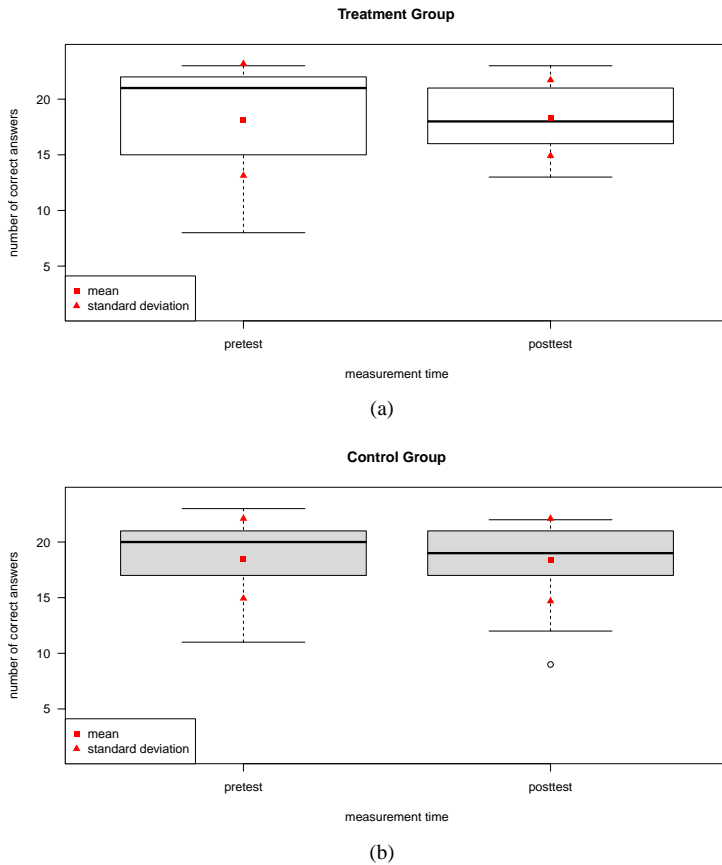 Treatment Group
number of correct answers
20
15
10
5
mean
standard deviation
pretest
posttest
measurement time
(a)
Control Group
number of correct answers
20
15
10
5
mean
standard deviation
pretest
posttest
measurement time
(b)